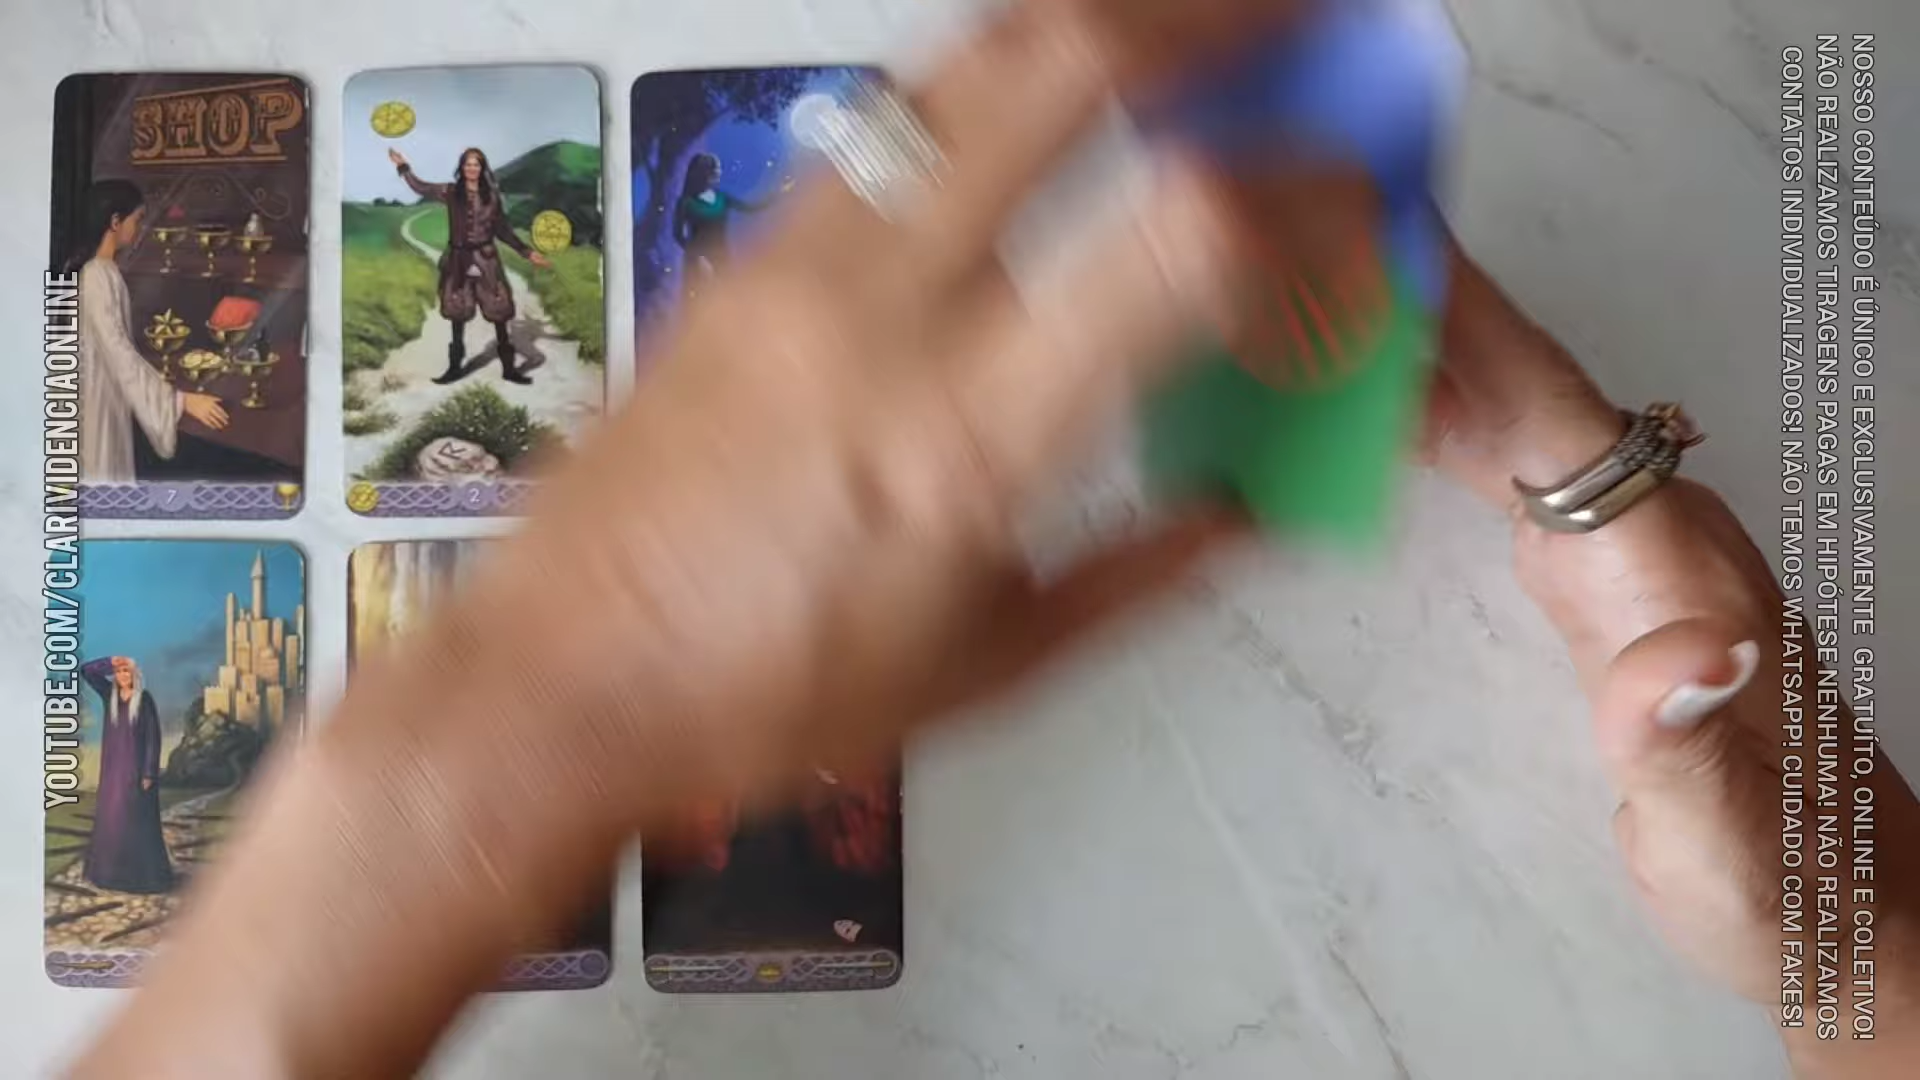 SHOP
7
2
YOUTUBE.COM/CLARIVIDENCIAONLINE
NOSSO CONTEÚDO É ÚNICO E EXCLUSIVAMENTE GRATUÍTO, ONLINE E COLETIVO!
NÃO REALIZAMOS TIRAGENS PAGAS EM HIPÓTESE NENHUMA! NÃO REALIZAMOS
CONTATOS INDIVIDUALIZADOS! NÃO TEMOS WHATSAPP! CUIDADO COM FAKES!